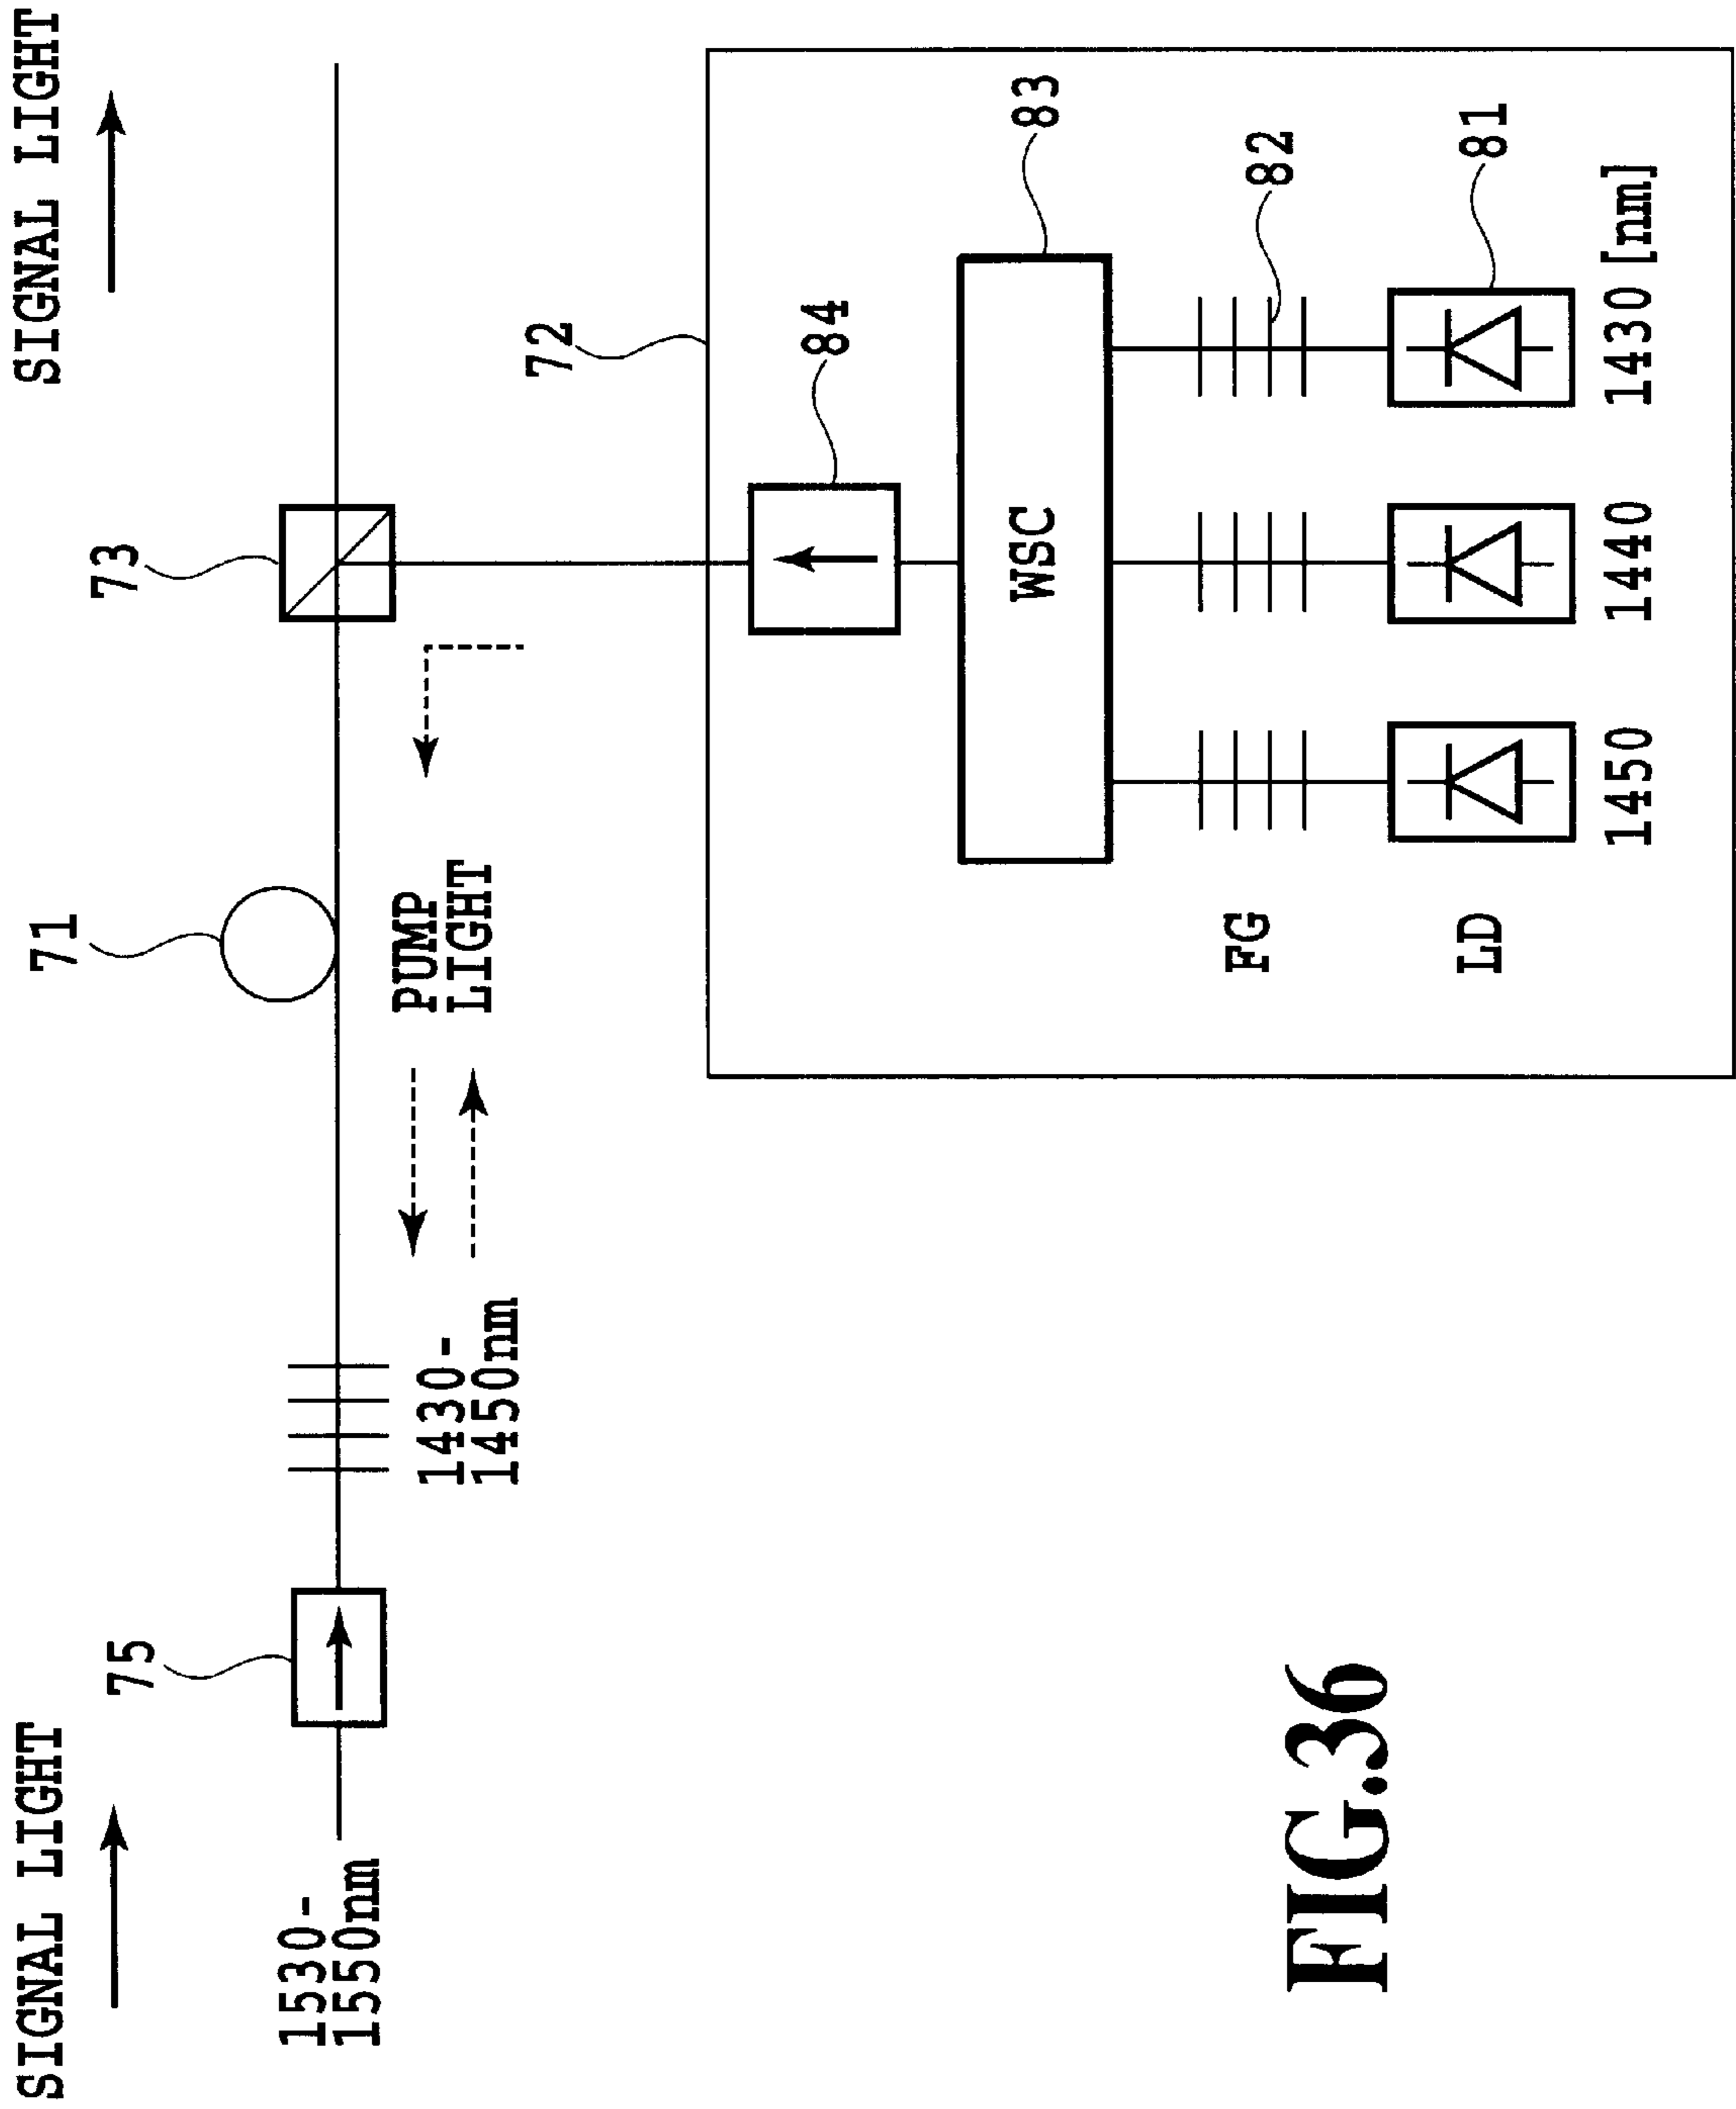 SIGNAL LIGHT
SIGNAL LIGHT
75
71
73
1530-
1550nm
1430-
1450nm
PUMP
LIGHT
72
84
83
WSC
FG
82
LD
81
1450
1440
1430 [nm]
FIG.36